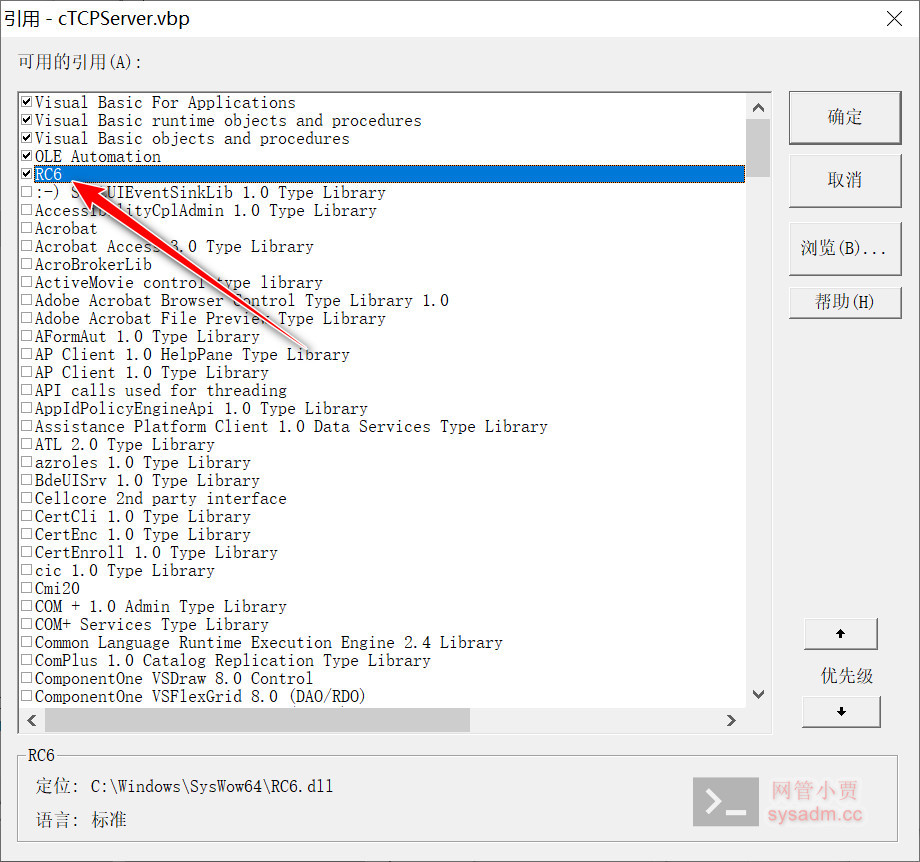 引用 - cTCPServer.vbp
可用的引用(A):
Visual Basic For Applications
Visual Basic runtime objects and procedures
Visual Basic objects and procedures
OLE Automation
RC6
:-) UIEventSinkLib 1.0 Type Library
AccessibilityCplAdmin 1.0 Type Library
Acrobat
Acrobat Access 3.0 Type Library
AcroBrokerLib
ActiveMovie control type library
Adobe Acrobat Browser Control Type Library 1.0
Adobe Acrobat File Preview Type Library
AFormAut 1.0 Type Library
AP Client 1.0 HelpPane Type Library
AP Client 1.0 Type Library
API calls used for threading
AppIdPolicyEngineApi 1.0 Type Library
Assistance Platform Client 1.0 Data Services Type Library
ATL 2.0 Type Library
azroles 1.0 Type Library
BdeUISrv 1.0 Type Library
Cellcore 2nd party interface
CertCli 1.0 Type Library
CertEnc 1.0 Type Library
CertEnroll 1.0 Type Library
cic 1.0 Type Library
Cmi20
COM + 1.0 Admin Type Library
COM+ Services Type Library
Common Language Runtime Execution Engine 2.4 Library
ComPlus 1.0 Catalog Replication Type Library
ComponentOne VSDraw 8.0 Control
ComponentOne VSFlexGrid 8.0 (DAO/RDO)
确定
取消
浏览(B)...
帮助(H)
优先级
RC6
定位: C:\Windows\SysWow64\RC6.dll
语言: 标准
网管小贾
sysadm.cc